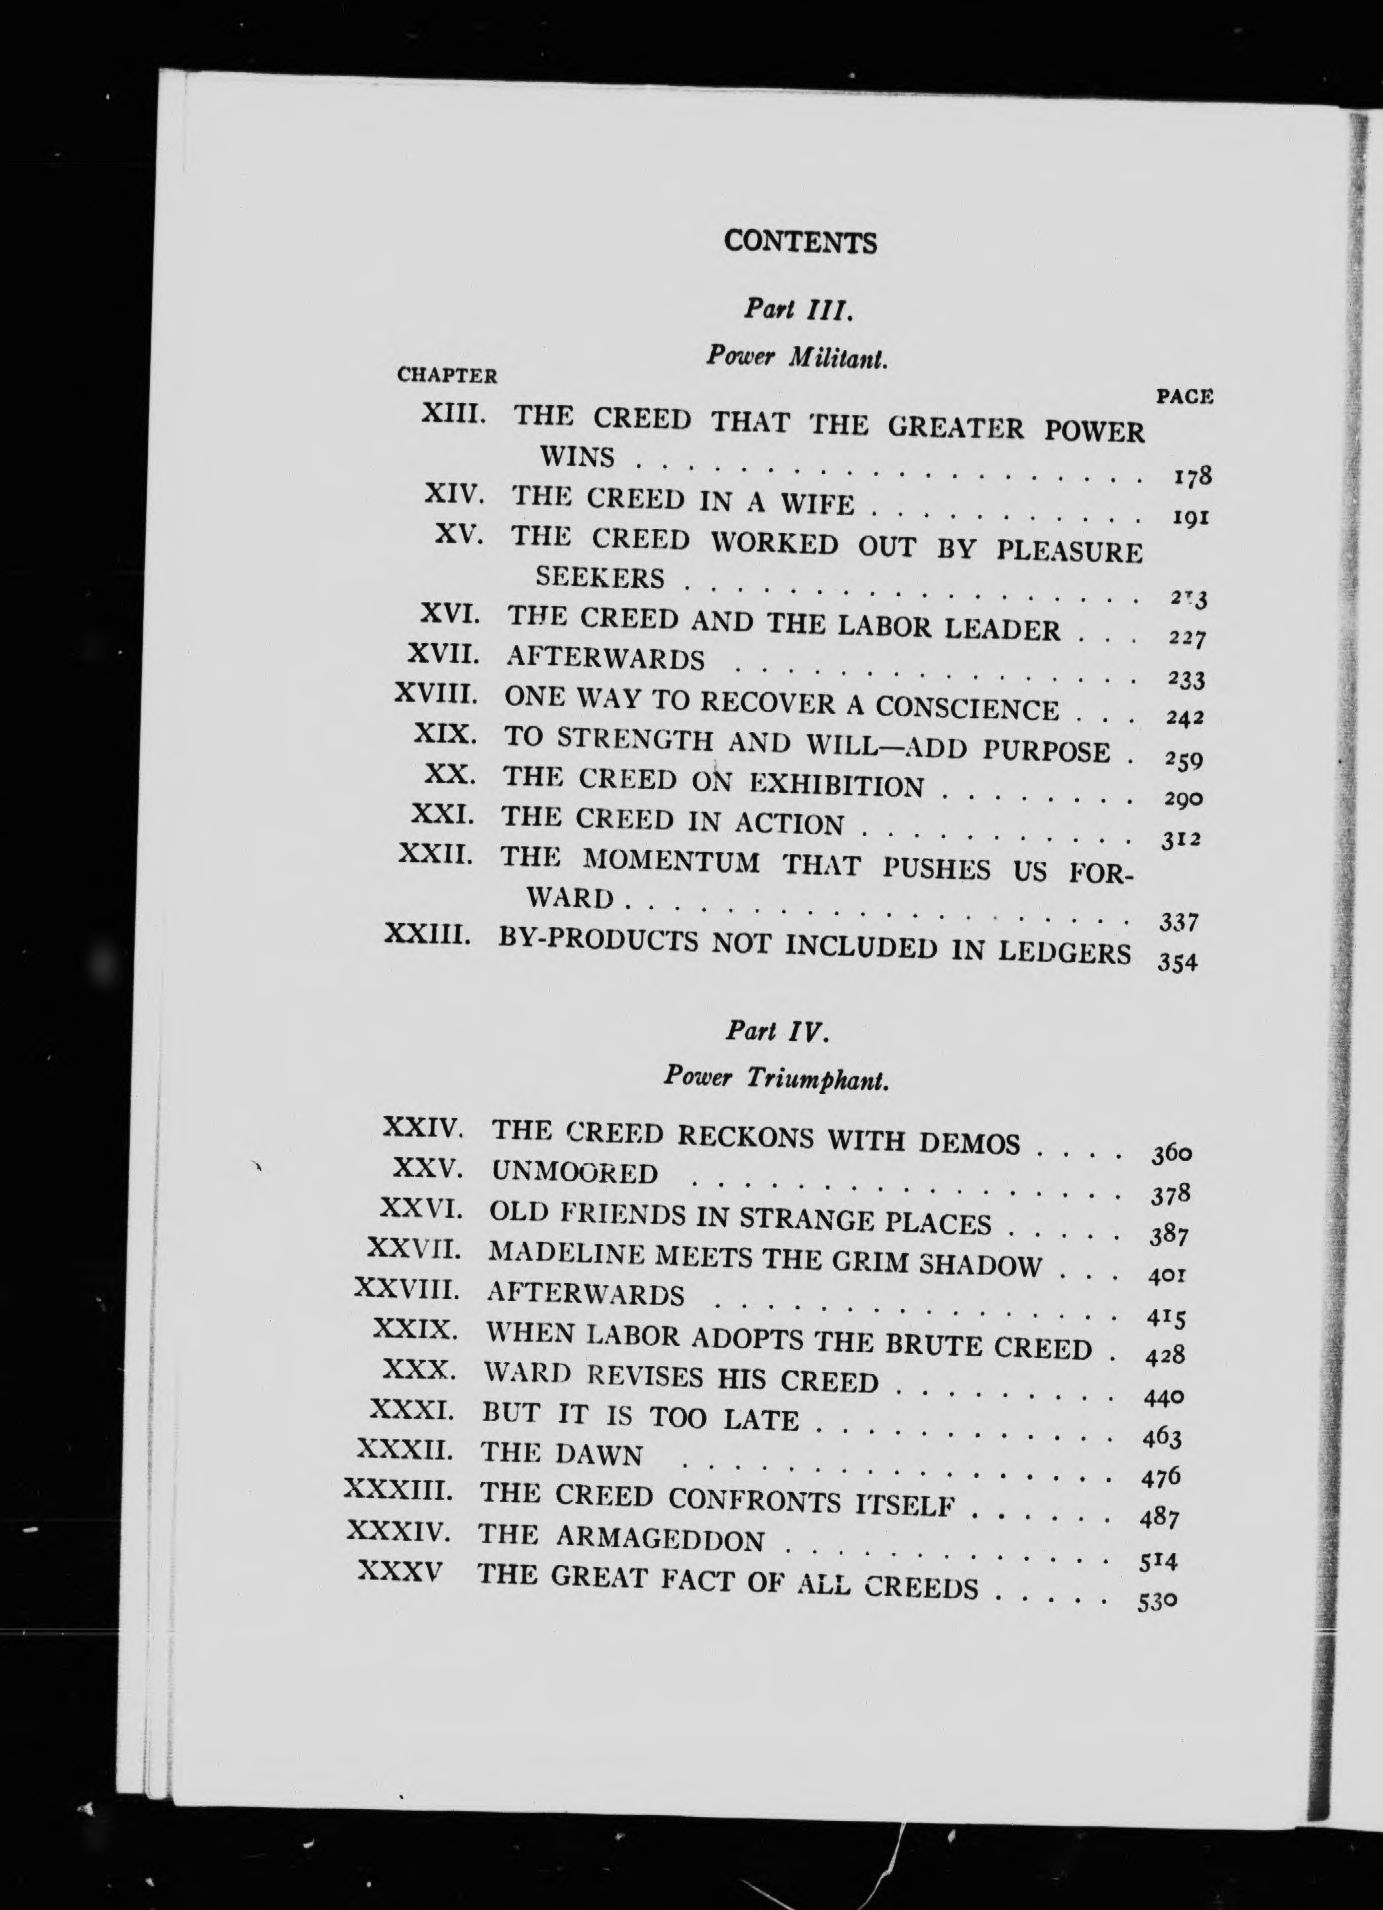 CONTENTS
Part III.
Power Militant.
CHAPTER PAGE
XIII. THE CREED THAT THE GREATER POWER
WINS . . . . . . . . . . . . . . . . . . . . 178
XIV. THE CREED IN A WIFE . . . . . . . . . . . 191
XV. THE CREED WORKED OUT BY PLEASURE
SEEKERS . . . . . . . . . . . . . . . . . . 213
XVI. THE CREED AND THE LABOR LEADER . . . 227
XVII. AFTERWARDS . . . . . . . . . . . . . . . . 233
XVIII. ONE WAY TO RECOVER A CONSCIENCE . . . 242
XIX. TO STRENGTH AND WILL—ADD PURPOSE . 259
XX. THE CREED ON EXHIBITION . . . . . . . . 290
XXI. THE CREED IN ACTION . . . . . . . . . . . 312
XXII. THE MOMENTUM THAT PUSHES US FOR-
WARD . . . . . . . . . . . . . . . . . . . . 337
XXIII. BY-PRODUCTS NOT INCLUDED IN LEDGERS 354
Part IV.
Power Triumphant.
XXIV. THE CREED RECKONS WITH DEMOS . . . . 360
XXV. UNMOORED . . . . . . . . . . . . . . . . . 378
XXVI. OLD FRIENDS IN STRANGE PLACES . . . . . 387
XXVII. MADELINE MEETS THE GRIM SHADOW . . . 401
XXVIII. AFTERWARDS . . . . . . . . . . . . . . . . 415
XXIX. WHEN LABOR ADOPTS THE BRUTE CREED . 428
XXX. WARD REVISES HIS CREED . . . . . . . . . 440
XXXI. BUT IT IS TOO LATE . . . . . . . . . . . . 463
XXXII. THE DAWN . . . . . . . . . . . . . . . . . 476
XXXIII. THE CREED CONFRONTS ITSELF . . . . . . 487
XXXIV. THE ARMAGEDDON . . . . . . . . . . . . . 514
XXXV THE GREAT FACT OF ALL CREEDS . . . . . 530